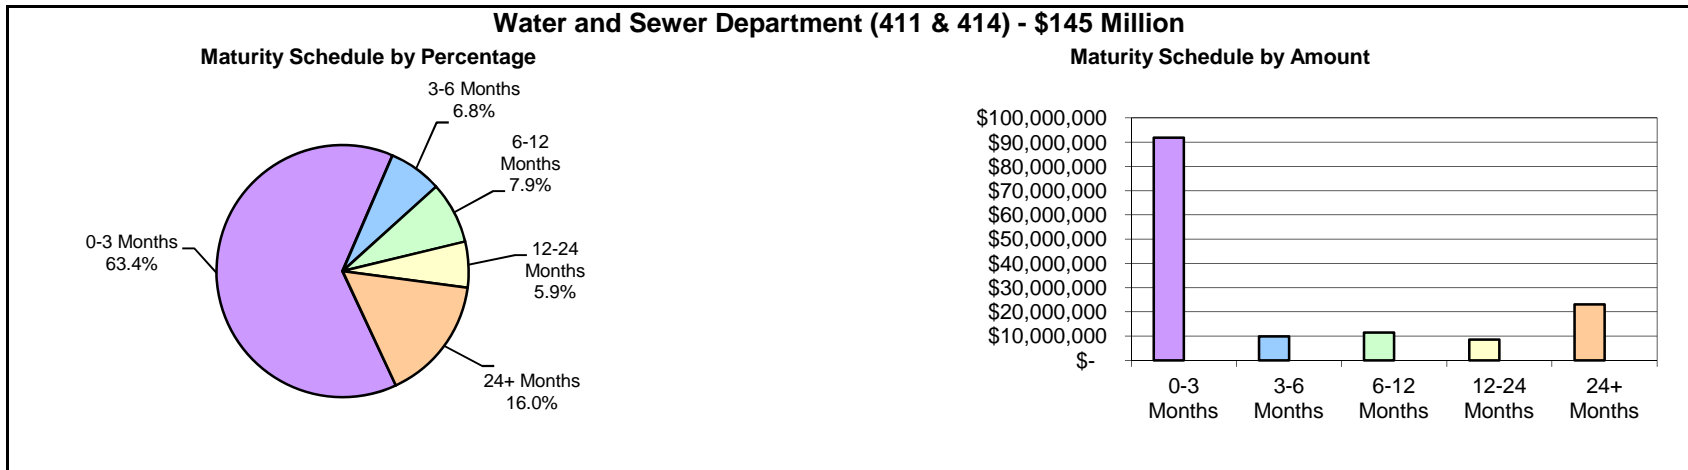 Water and Sewer Department (411 & 414) - $145 Million
Maturity Schedule by Percentage
3-6 Months
6.8%
6-12
Months
7.9%
0-3 Months
63.4%
12-24
Months
5.9%
24+ Months
16.0%
Maturity Schedule by Amount
$100,000,000
$90,000,000
$80,000,000
$70,000,000
$60,000,000
$50,000,000
$40,000,000
$30,000,000
$20,000,000
$10,000,000
$-
0-3
Months
3-6
Months
6-12
Months
12-24
Months
24+
Months